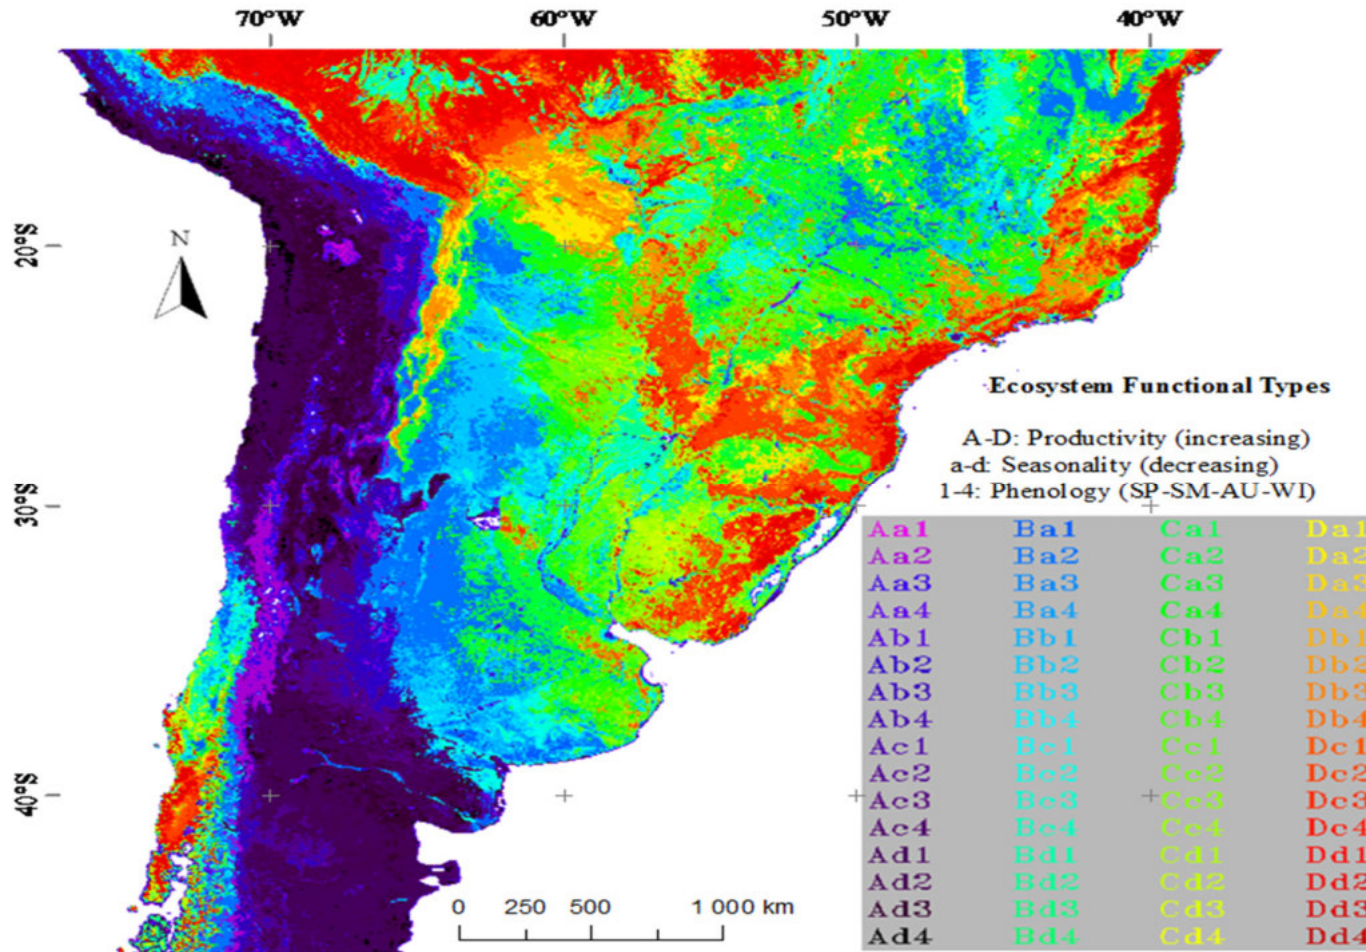 70°W 60°W 50°W 40°W
20°S
N
30°S
40°S
Ecosystem Functional Types
A-D: Productivity (increasing)
a-d: Seasonality (decreasing)
1-4: Phenology (SP-SM-AU-WI)
Aa1 Ba1 Ca1 Da1
Aa2 Ba2 Ca2 Da2
Aa3 Ba3 Ca3 Da3
Aa4 Ba4 Ca4 Da4
Ab1 Bb1 Cb1 Db1
Ab2 Bb2 Cb2 Db2
Ab3 Bb3 Cb3 Db3
Ab4 Bb4 Cb4 Db4
Ac1 Bc1 Cc1 Dc1
Ac2 Bc2 Cc2 Dc2
Ac3 Bc3 Cc3 Dc3
Ac4 Bc4 Cc4 Dc4
Ad1 Bd1 Cd1 Dd1
Ad2 Bd2 Cd2 Dd2
Ad3 Bd3 Cd3 Dd3
Ad4 Bd4 Cd4 Dd4
0 250 500 1 000 km